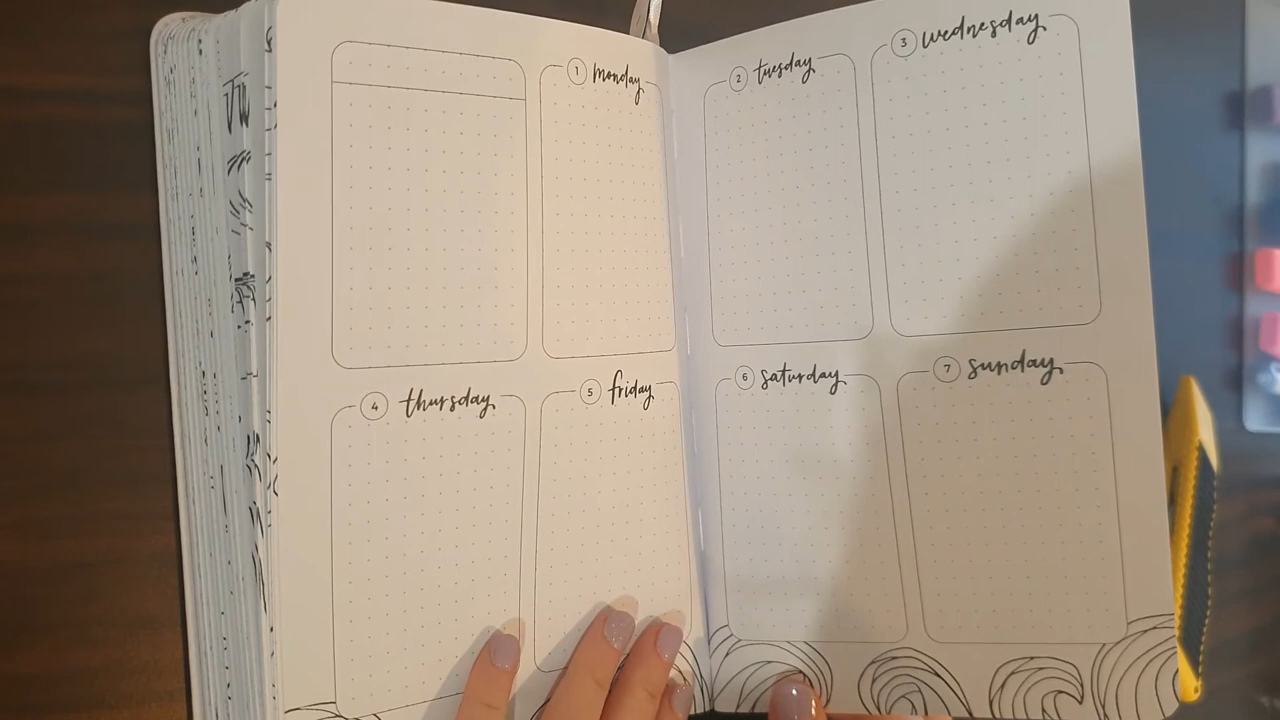 1 monday
2 tuesday
3 wednesday
4 thursday
5 friday
6 saturday
7 sunday